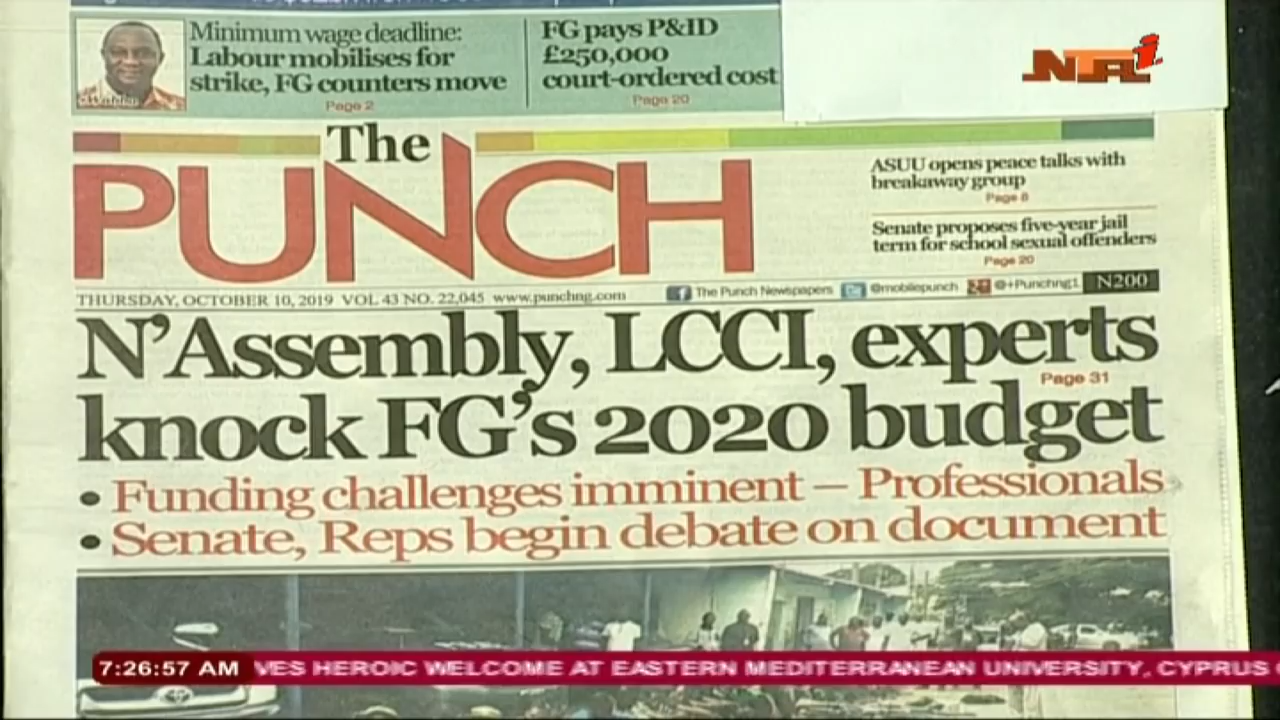 Minimum wage deadline:
Labour mobilises for
strike, FG counters move
Page 2
Wabba
FG pays P&ID
£250,000
court-ordered cost
Page 20
NTAi
The
PUNCH
ASUU opens peace talks with
breakaway group
Page 8
Senate proposes five-year jail
term for school sexual offenders
Page 20
THURSDAY, OCTOBER 10, 2019 VOL 43 NO. 22,045 www.punchng.com
The Punch Newspapers @mobilepunch @+Punchng1 N200
N'Assembly, LCCI, experts
Page 31
knock FG's 2020 budget
• Funding challenges imminent – Professionals
• Senate, Reps begin debate on document
7:26:57 AM VES HEROIC WELCOME AT EASTERN MEDITERRANEAN UNIVERSITY, CYPRUS